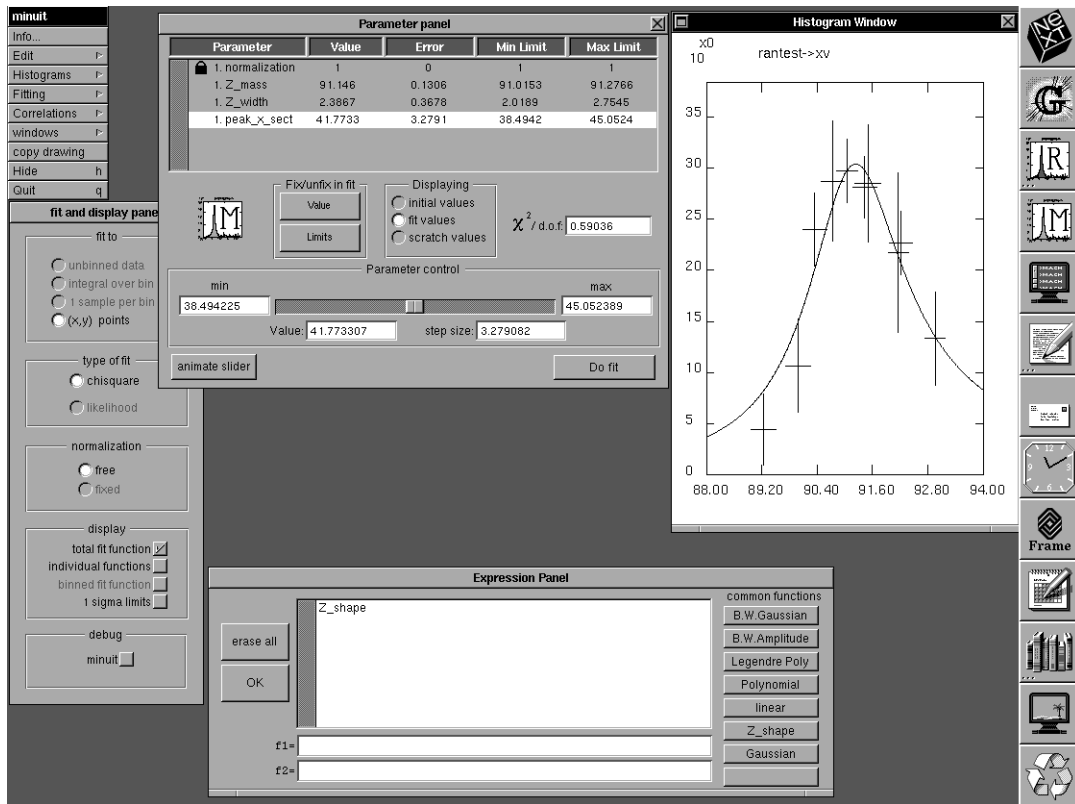 minuit
Info...
Edit
Histograms
Fitting
Correlations
windows
copy drawing
Hide h
Quit q
fit and display pane
fit to
unbinned data
integral over bin
1 sample per bin
(x,y) points
type of fit
chisquare
likelihood
normalization
free
fixed
display
total fit function
individual functions
binned fit function
1 sigma limits
debug
minuit
Parameter panel
Parameter Value Error Min Limit Max Limit
1. normalization 1 0 1 1
1. Z_mass 91.146 0.1306 91.0153 91.2766
1. Z_width 2.3867 0.3678 2.0189 2.7545
1. peak_x_sect 41.7733 3.2791 38.4942 45.0524
M
Fix/unfix in fit
Value
Limits
Displaying
initial values
fit values
scratch values
χ2/ d.o.f: 0.59036
Parameter control
min max
38.494225 45.052389
Value: 41.773307 step size: 3.279082
animate slider Do fit
Histogram Window
x0
10 rantest->xv
35
30
25
20
15
10
5
0
88.00 89.20 90.40 91.60 92.80 94.00
Expression Panel
erase all
OK
Z_shape
f1=
f2=
common functions
B.W.Gaussian
B.W.Amplitude
Legendre Poly
Polynomial
linear
Z_shape
Gaussian
NeXT
G
R
M
12
3
6
9
Frame